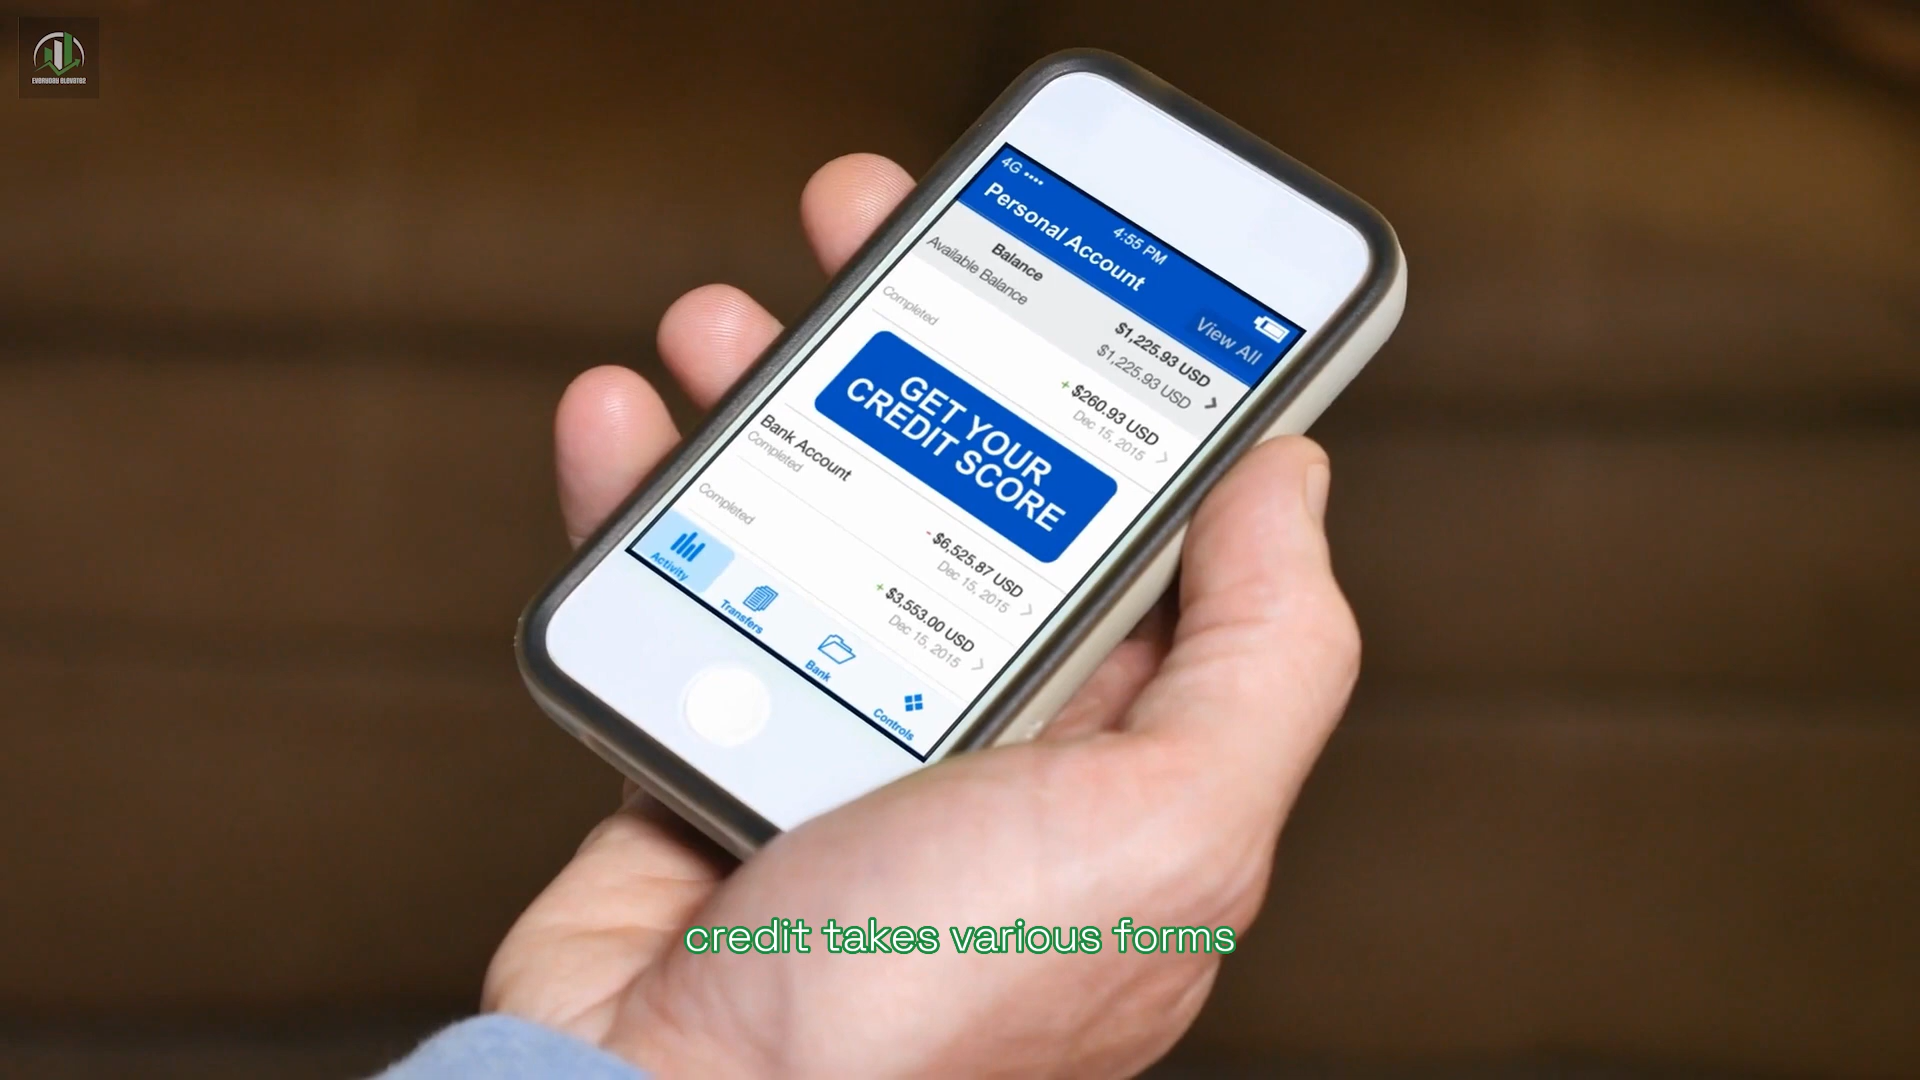 EVERYDAY ELEVATED
4G
4:55 PM
Personal Account
View All
Balance
$1,225.93 USD
Available Balance
$1,225.93 USD
+ $260.93 USD
Completed
Dec 15, 2015
GET YOUR
CREDIT SCORE
Bank Account
- $6,525.87 USD
Completed
Dec 15, 2015
+ $3,553.00 USD
Completed
Dec 15, 2015
Activity
Transfers
Bank
Controls
credit takes various forms